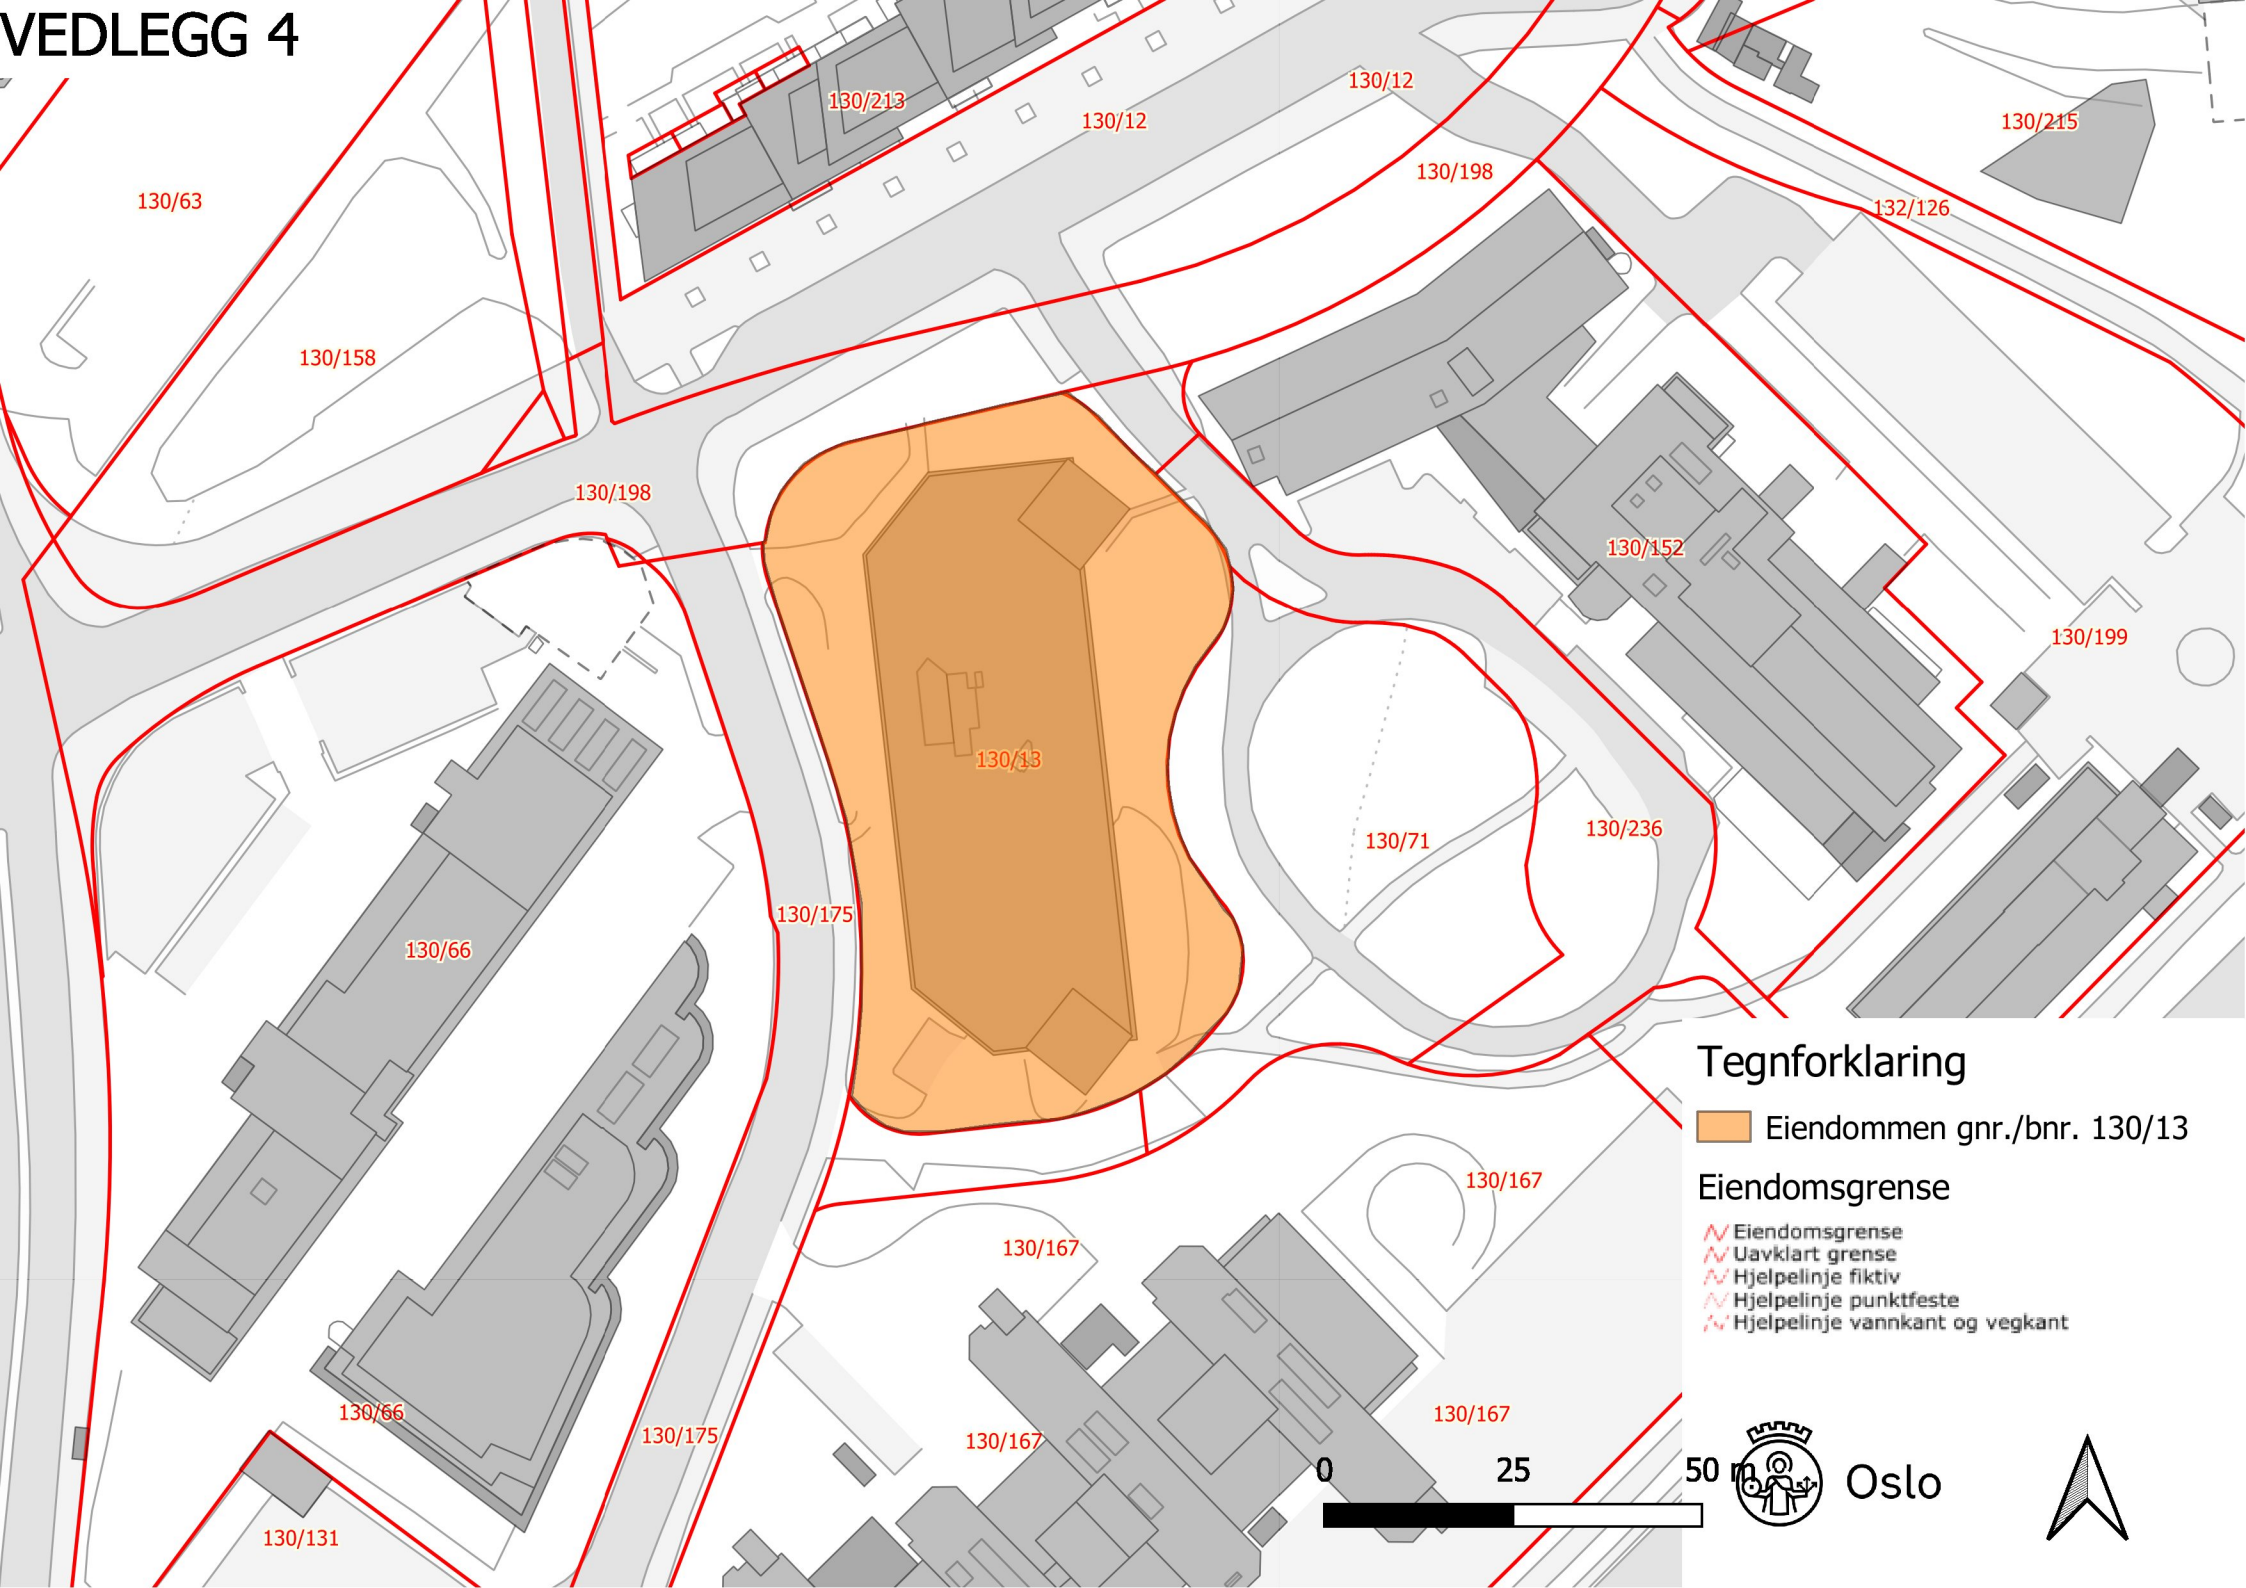 VEDLEGG 4
130/12
130/213
130/12
130/215
130/198
130/63
132/126
130/158
130/198
130/152
130/199
130/13
130/236
130/71
130/175
130/66
Tegnforklaring
Eiendommen gnr./bnr. 130/13
130/167
Eiendomsgrense
Eiendomsgrense
130/167
Uavklart grense
Hjelpelinje fiktiv
Hjelpelinje punktfeste
Hjelpelinje vannkant og vegkant
130/66
130/167
130/175
130/167
0 25 50 m
Oslo
130/131